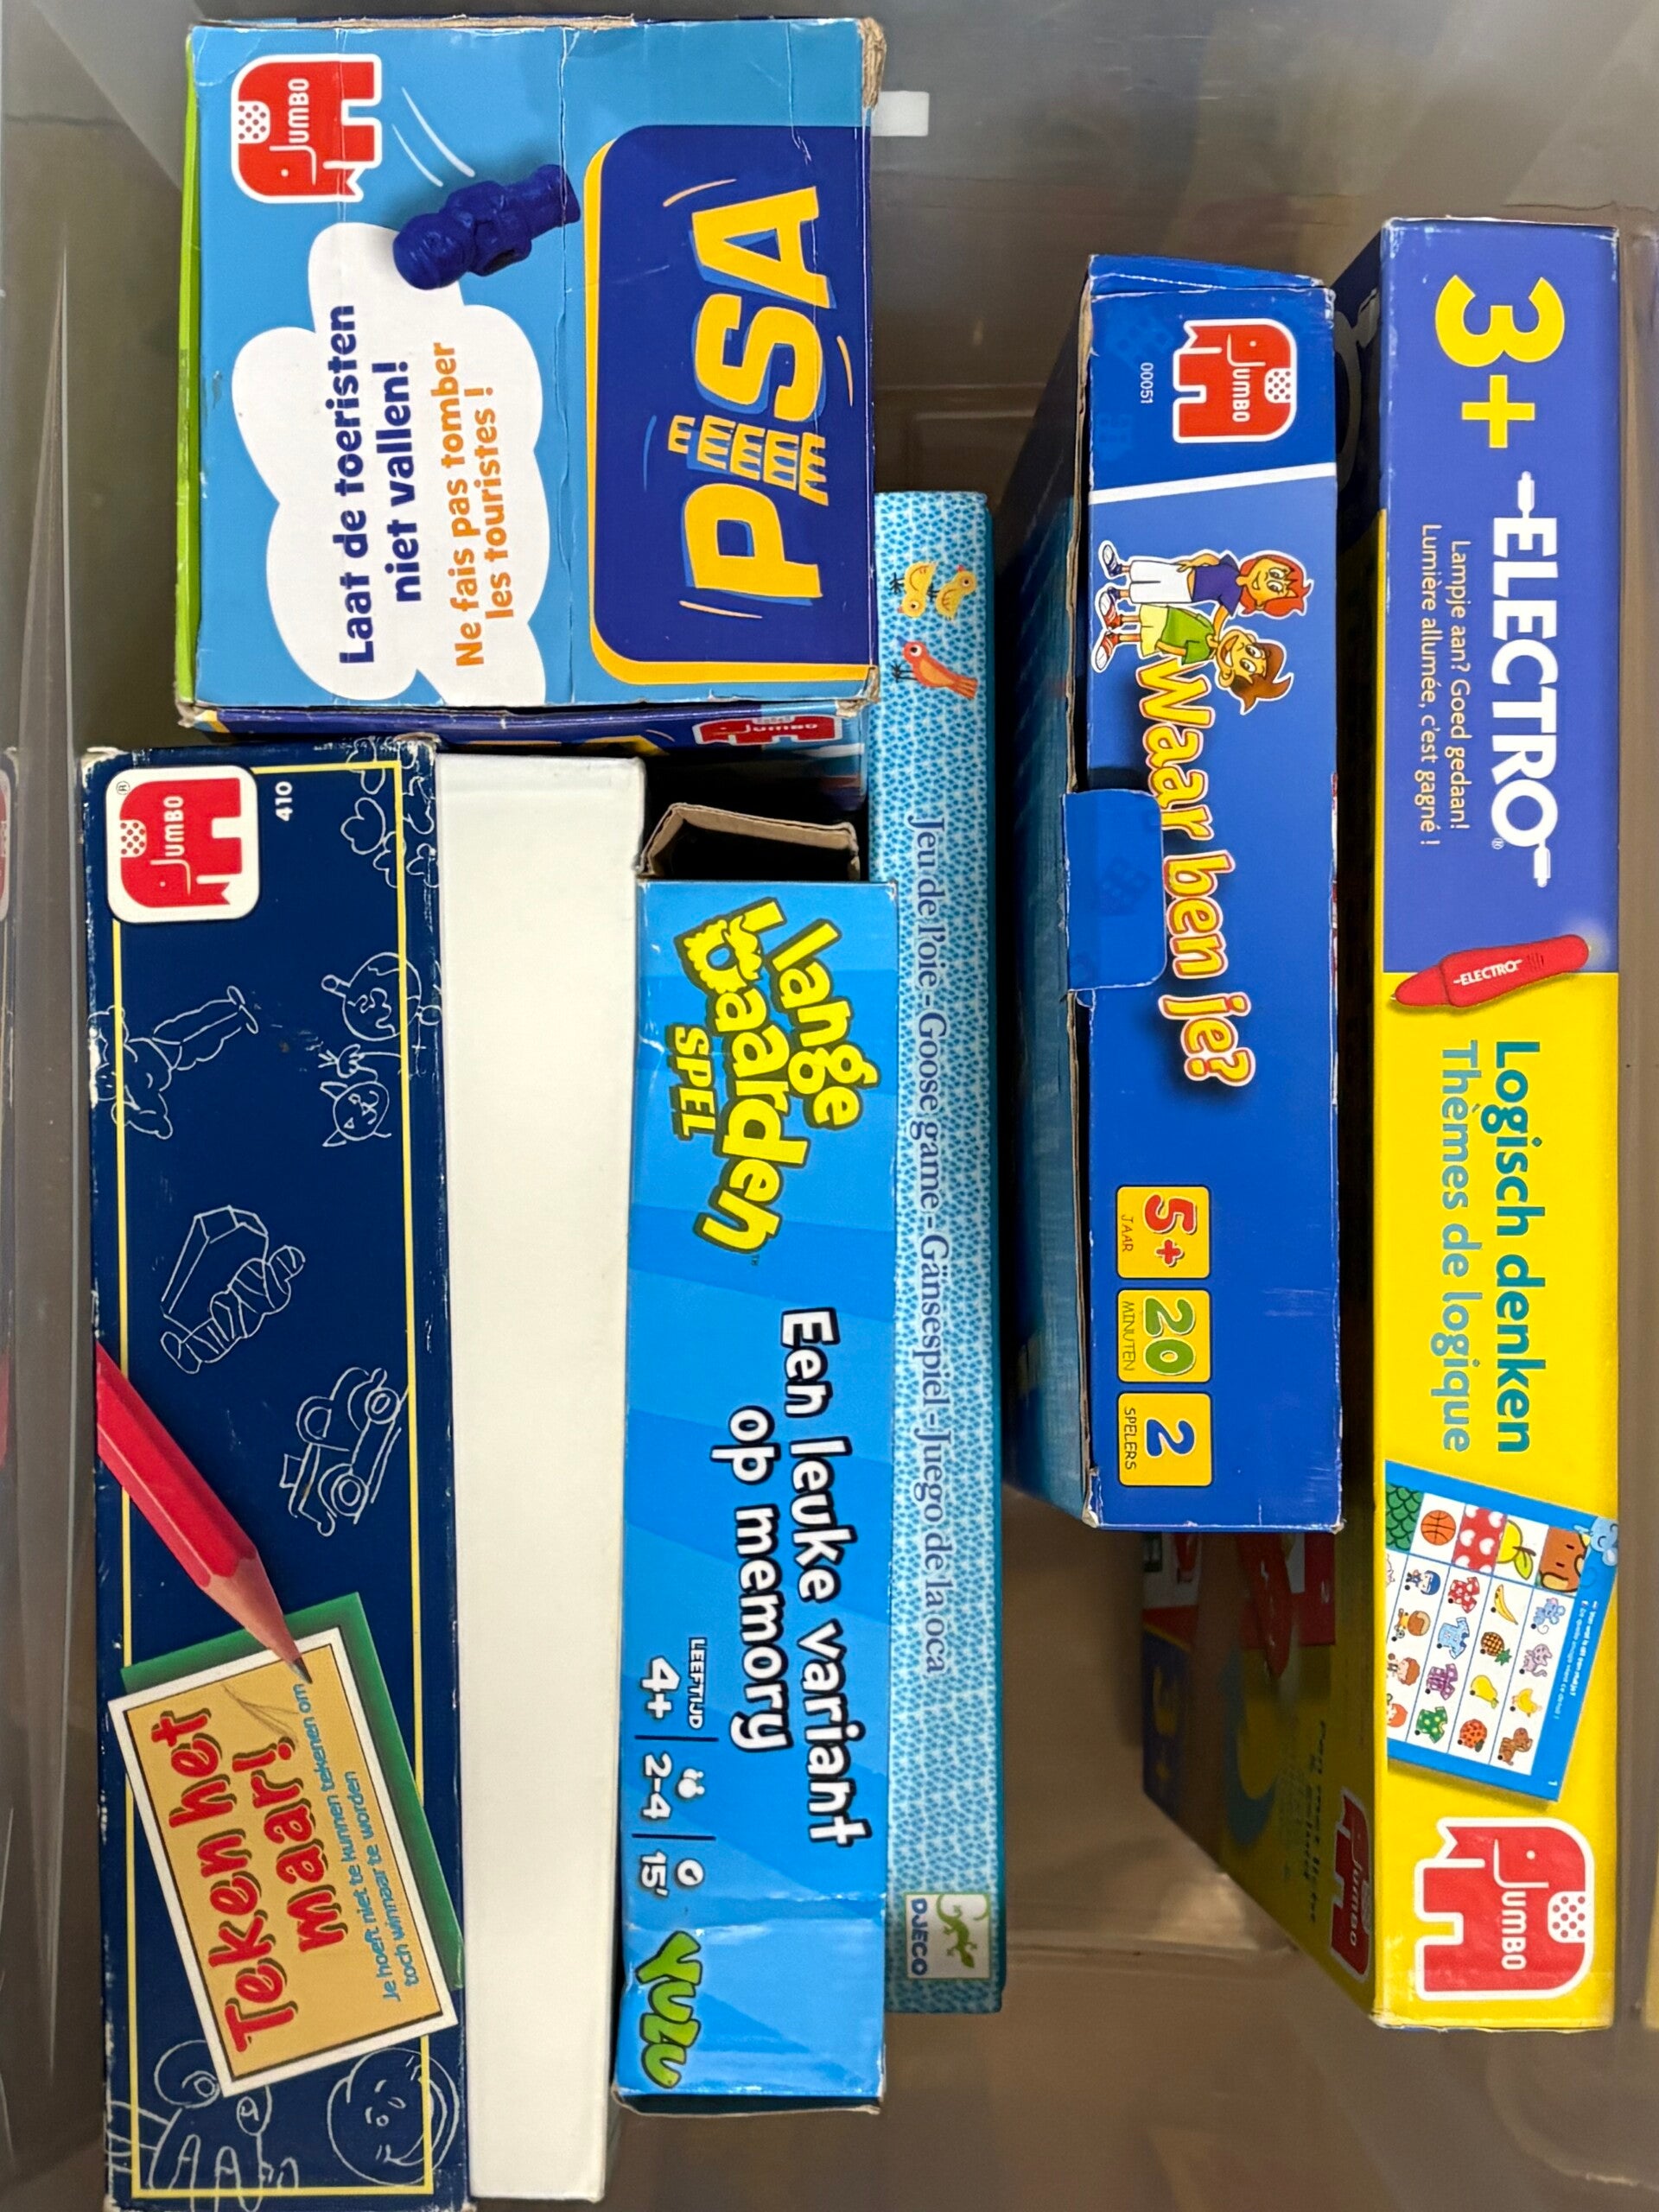 JUMBO
Laat de toeristen
niet vallen!
Ne fais pas tomber
les touristes !
PISA
JUMBO
JUMBO
410
Teken het
maar!
Je hoeft niet te kunnen tekenen om
toch winnaar te worden
lange
baarden
SPEL
Een leuke variant
op memory
LEEFTIJD
4+ | 2-4 | 15'
YULU
Jeu de l'oie - Goose game - Gänsespiel - Juego de la oca
DJECO
JUMBO
00051
Waar ben je?
5+
JAAR
20
MINUTEN
2
SPELERS
3+
ELECTRO
Lampje aan? Goed gedaan!
Lumière allumée, c'est gagné !
ELECTRO
Logisch denken
Thèmes de logique
JUMBO
JUMBO